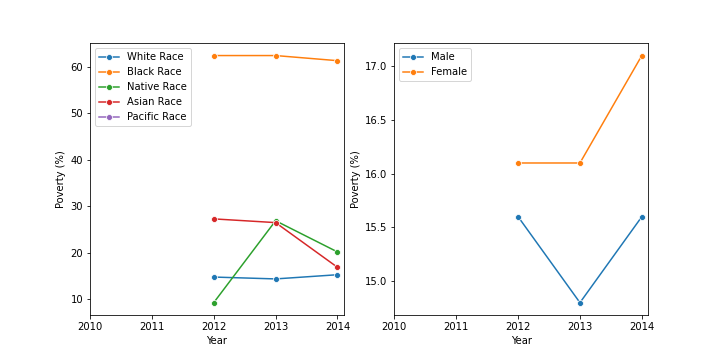 60
50
40
30
20
10
Poverty (%)
White Race
Black Race
Native Race
Asian Race
Pacific Race
2010 2011 2012 2013 2014
Year
17.0
16.5
16.0
15.5
15.0
Poverty (%)
Male
Female
2010 2011 2012 2013 2014
Year